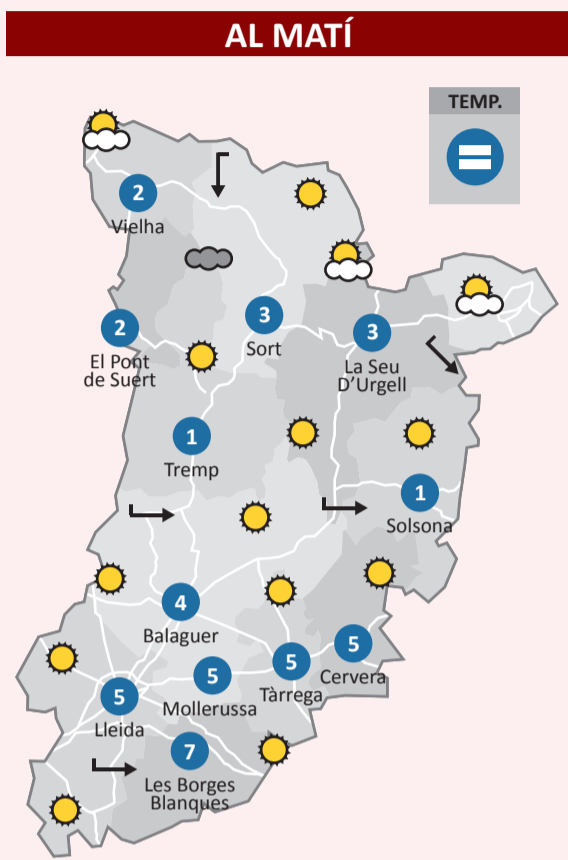 AL MATÍ
TEMP.
2
Vielha
2
El Pont
de Suert
3
Sort
3
La Seu
D'Urgell
1
Tremp
1
Solsona
4
Balaguer
5
Cervera
5
Tàrrega
5
Mollerussa
5
Lleida
7
Les Borges
Blanques